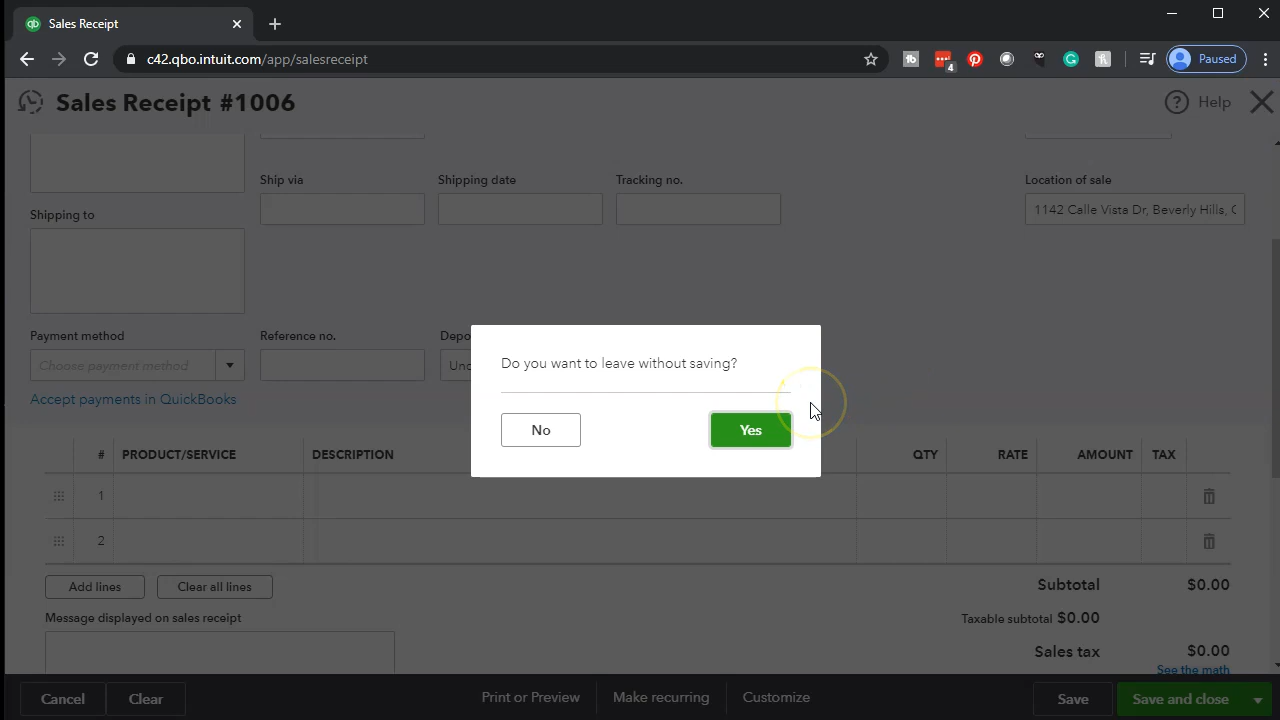 qb Sales Receipt
c42.qbo.intuit.com/app/salesreceipt
4
Paused
Sales Receipt #1006
Help
Ship via
Shipping date
Tracking no.
Location of sale
1142 Calle Vista Dr, Beverly Hills, C
Shipping to
Payment method
Reference no.
Depo
Choose payment method
Und
Accept payments in QuickBooks
Do you want to leave without saving?
No
Yes
# PRODUCT/SERVICE DESCRIPTION QTY RATE AMOUNT TAX
1
2
Add lines
Clear all lines
Subtotal $0.00
Message displayed on sales receipt
Taxable subtotal $0.00
Sales tax $0.00
See the math
Cancel
Clear
Print or Preview
Make recurring
Customize
Save
Save and close